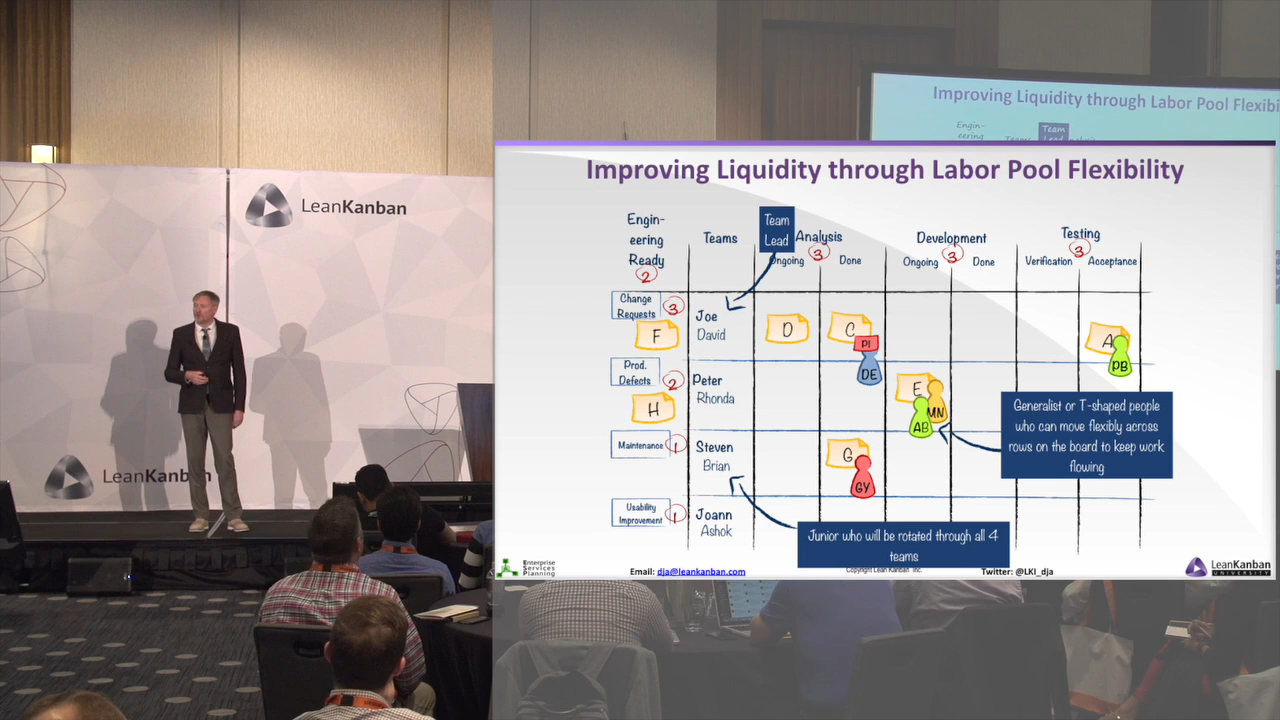 LeanKanban
LeanKanban
Improving Liquidity through Labor Pool Flexibi
Engin-
eering
Team
Improving Liquidity through Labor Pool Flexibility
Engin-
eering
Ready
2
Teams
Team
Lead
Analysis
3
Ongoing
Done
Development
3
Ongoing
Done
Testing
3
Verification
Acceptance
Change
Requests
3
F
Joe
David
D
C
PI
DE
A
PB
Prod.
Defects
2
H
Peter
Rhonda
E
MN
AB
Generalist or T-shaped people
who can move flexibly across
rows on the board to keep work
flowing
Maintenance
1
Steven
Brian
G
GY
Usability
Improvement
1
Joann
Ashok
Junior who will be rotated through all 4
teams
Enterprise
Services
Planning
Email: dja@leankanban.com
Copyright Lean Kanban Inc.
Twitter: @LKI_dja
LeanKanban
UNIVERSITY